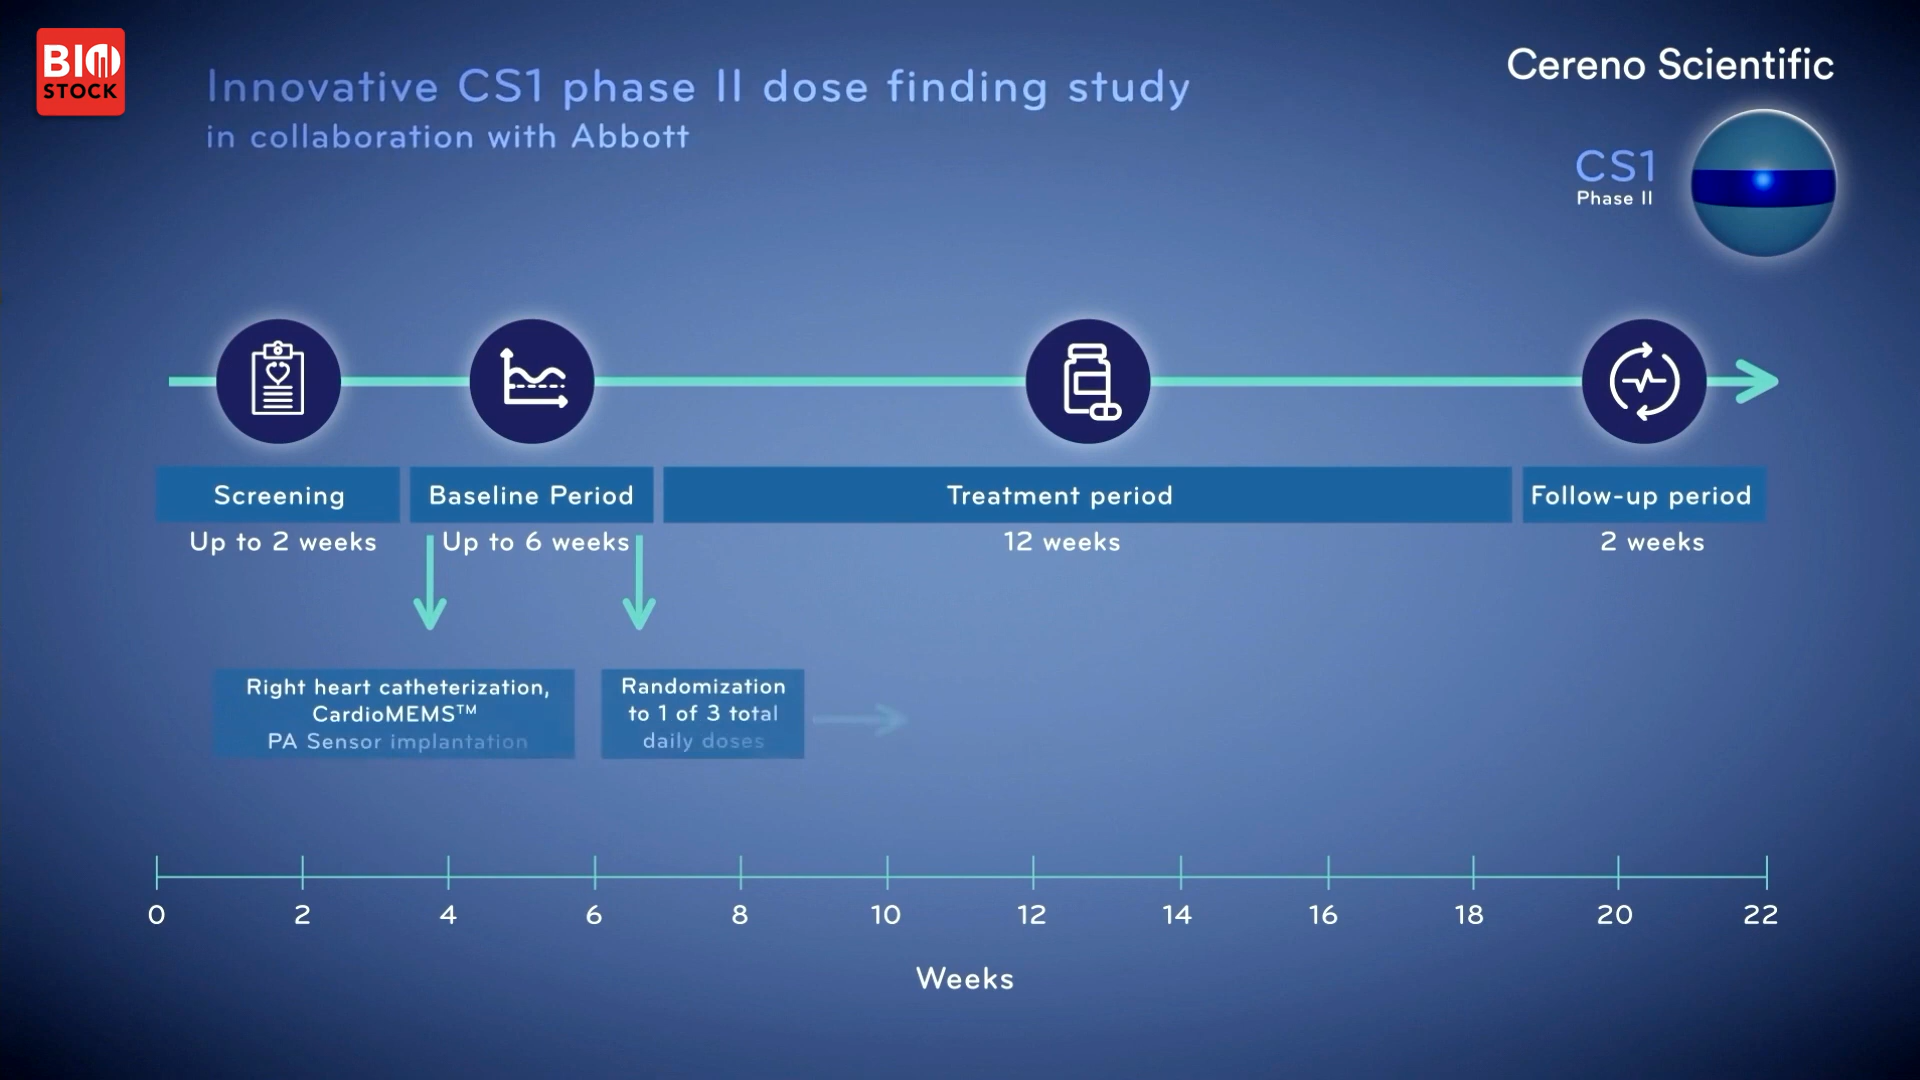 BIO
STOCK
Innovative CS1 phase II dose finding study
in collaboration with Abbott
Cereno Scientific
CS1
Phase II
Screening
Baseline Period
Treatment period
Follow-up period
Up to 2 weeks
Up to 6 weeks
12 weeks
2 weeks
Right heart catheterization,
CardioMEMS™
PA Sensor implantation
Randomization
to 1 of 3 total
daily doses
0 2 4 6 8 10 12 14 16 18 20 22
Weeks